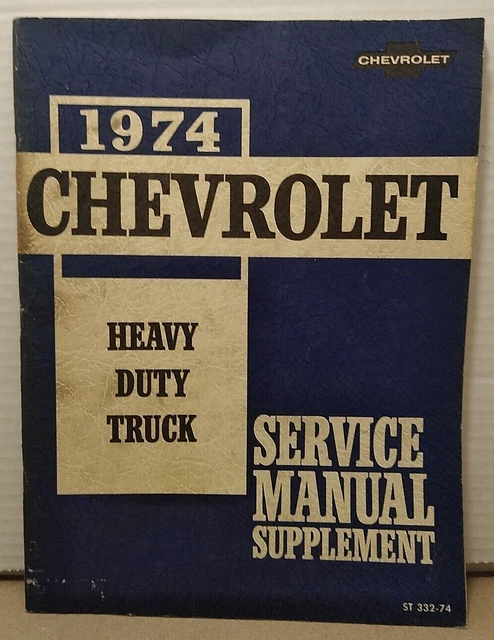 CHEVROLET
1974
CHEVROLET
HEAVY
DUTY
TRUCK
SERVICE
MANUAL
SUPPLEMENT
ST 332-74